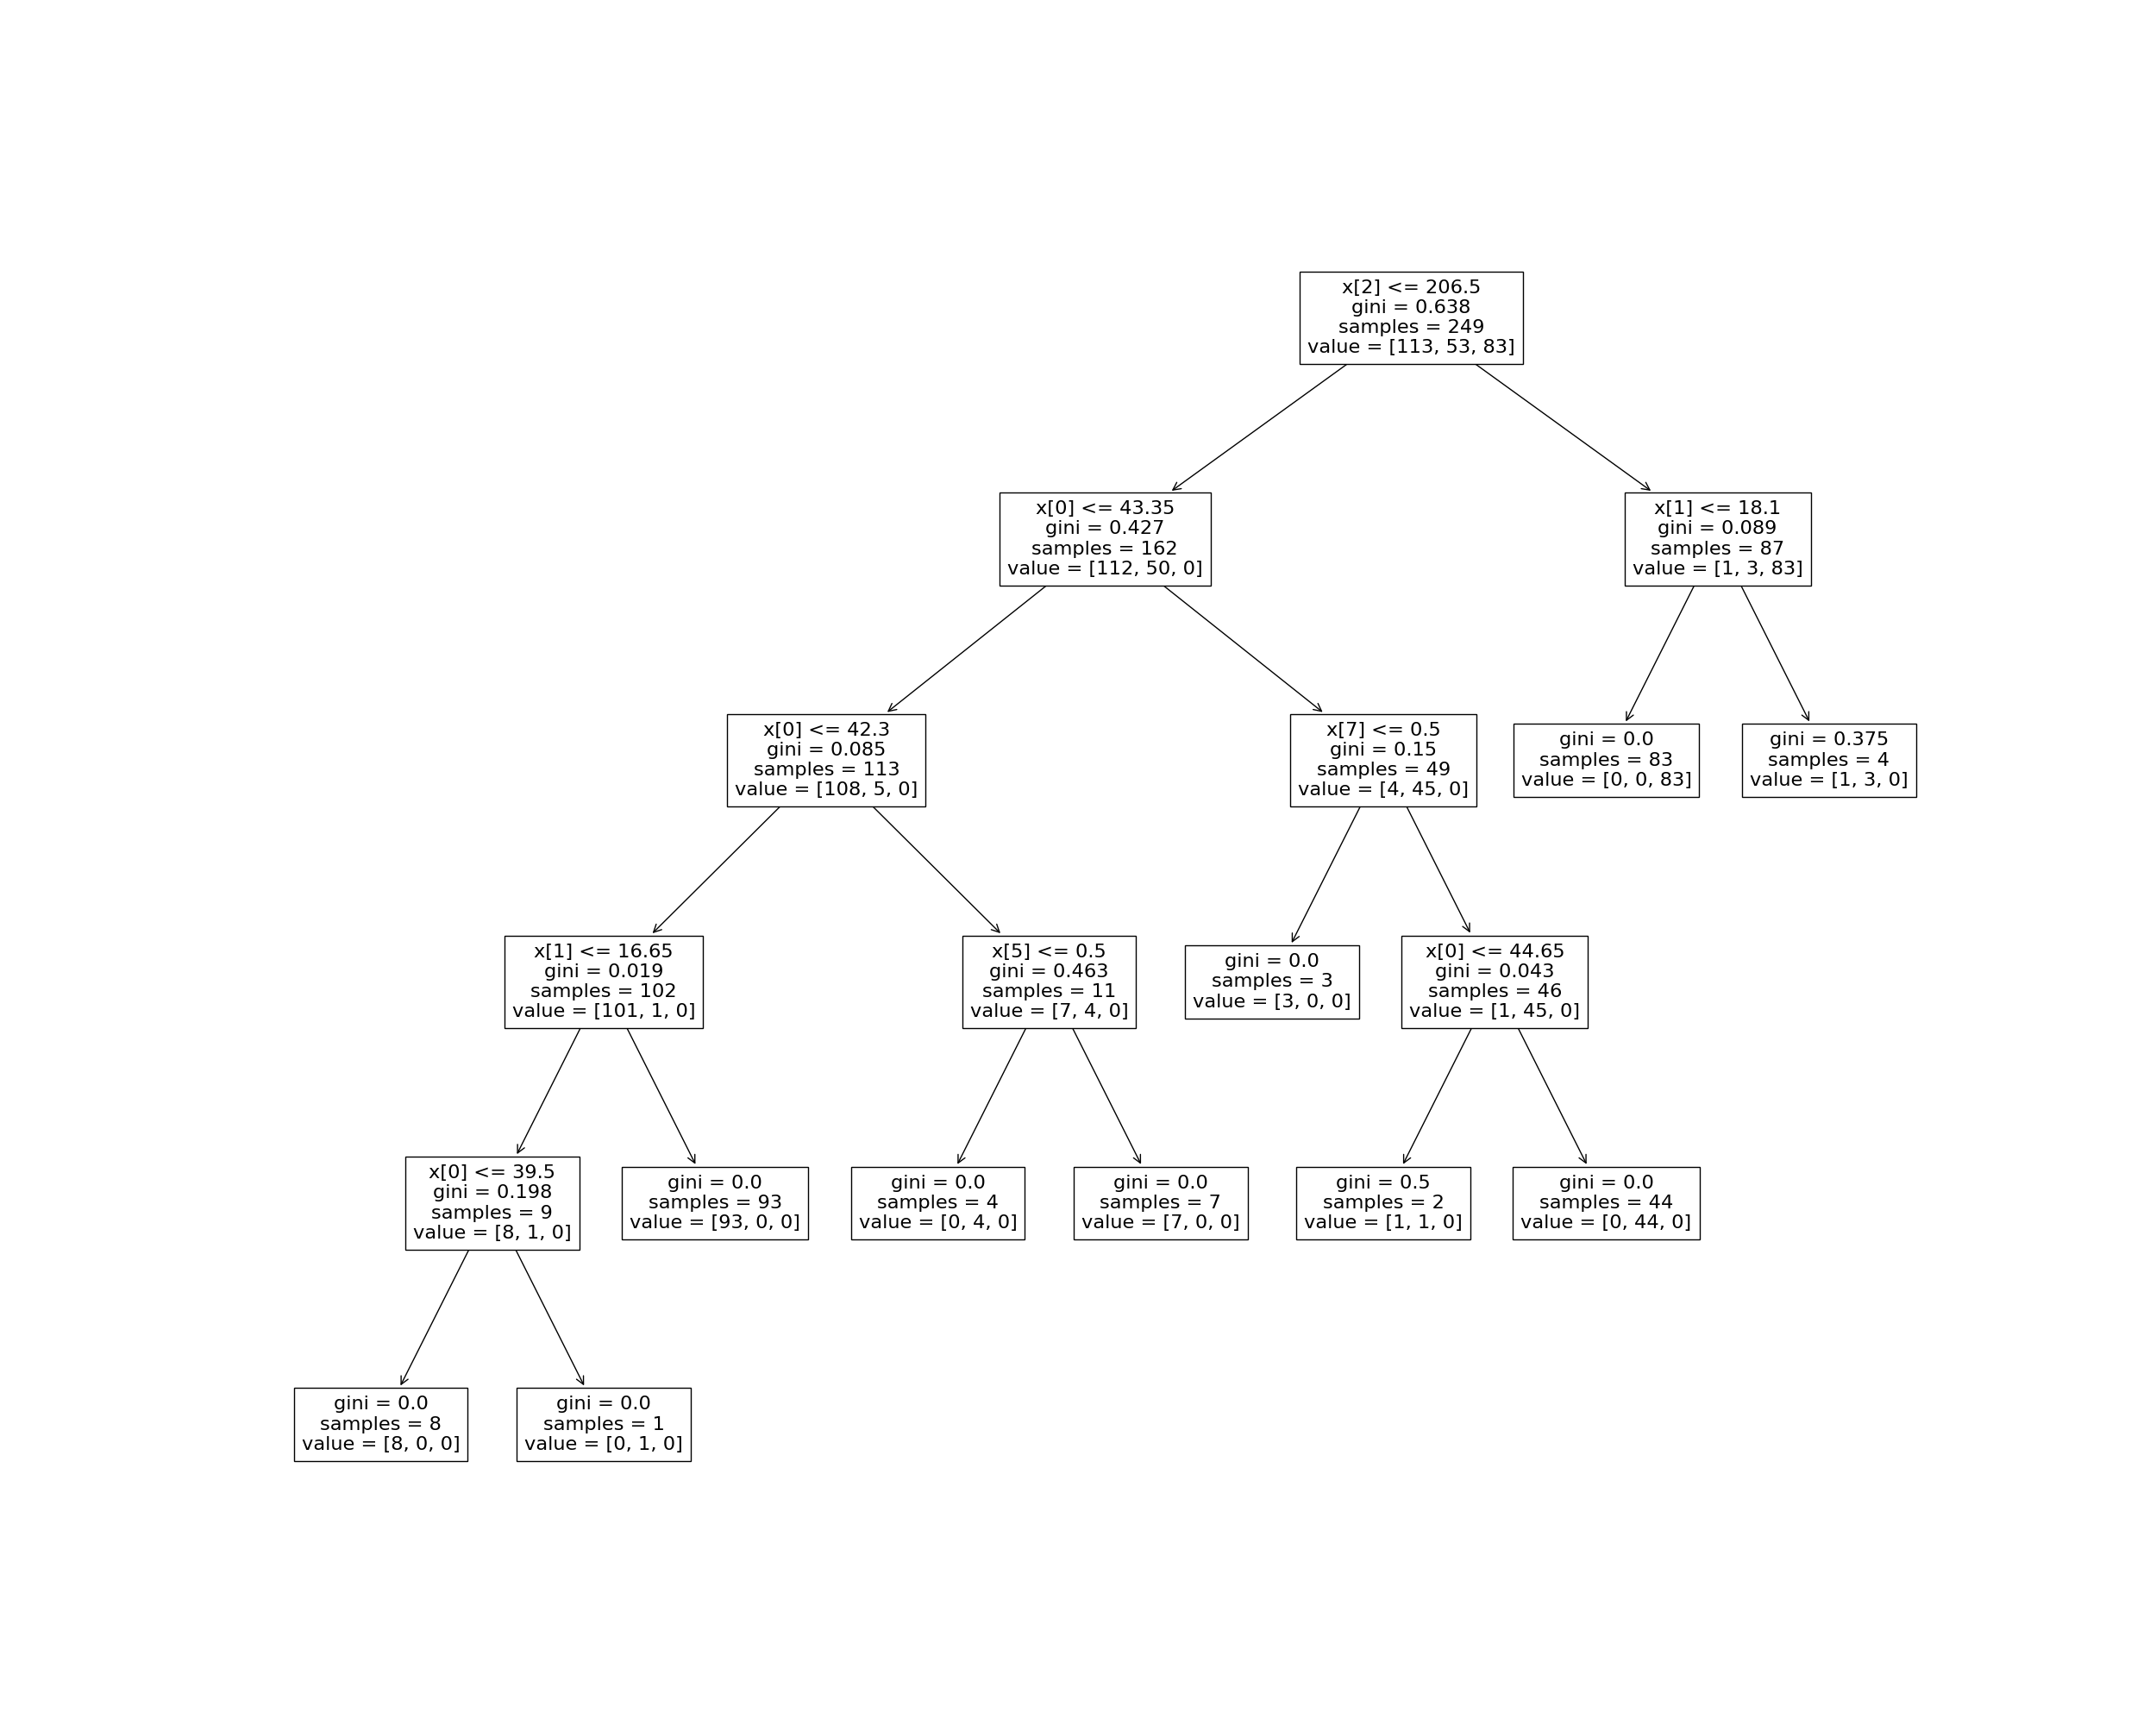 x[2] <= 206.5
gini = 0.638
samples = 249
value = [113, 53, 83]
x[0] <= 43.35
gini = 0.427
samples = 162
value = [112, 50, 0]
x[1] <= 18.1
gini = 0.089
samples = 87
value = [1, 3, 83]
x[0] <= 42.3
gini = 0.085
samples = 113
value = [108, 5, 0]
x[7] <= 0.5
gini = 0.15
samples = 49
value = [4, 45, 0]
gini = 0.0
samples = 83
value = [0, 0, 83]
gini = 0.375
samples = 4
value = [1, 3, 0]
x[1] <= 16.65
gini = 0.019
samples = 102
value = [101, 1, 0]
x[5] <= 0.5
gini = 0.463
samples = 11
value = [7, 4, 0]
gini = 0.0
samples = 3
value = [3, 0, 0]
x[0] <= 44.65
gini = 0.043
samples = 46
value = [1, 45, 0]
x[0] <= 39.5
gini = 0.198
samples = 9
value = [8, 1, 0]
gini = 0.0
samples = 93
value = [93, 0, 0]
gini = 0.0
samples = 4
value = [0, 4, 0]
gini = 0.0
samples = 7
value = [7, 0, 0]
gini = 0.5
samples = 2
value = [1, 1, 0]
gini = 0.0
samples = 44
value = [0, 44, 0]
gini = 0.0
samples = 8
value = [8, 0, 0]
gini = 0.0
samples = 1
value = [0, 1, 0]